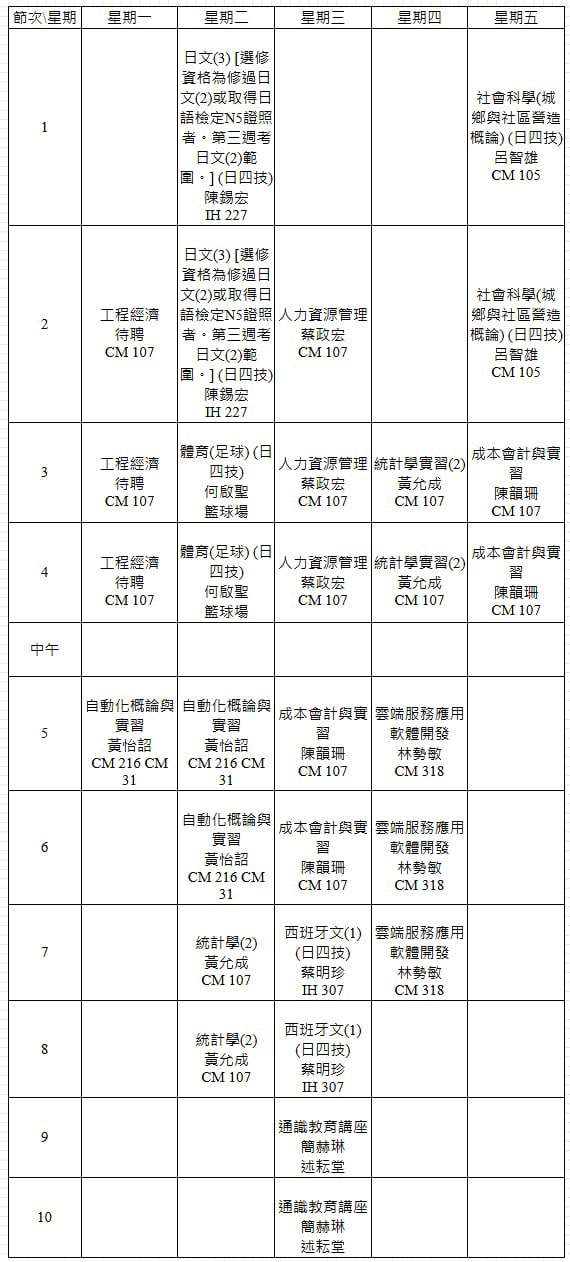 節次\星期 星期一 星期二 星期三 星期四 星期五
1
日文(3) [選修
資格為修過日
文(2)或取得日
語檢定N5證照
者。第三週考
日文(2)範
圍。] (日四技)
陳錫宏
IH 227
社會科學(城
鄉與社區營造
概論) (日四技)
呂智雄
CM 105
2
工程經濟
待聘
CM 107
日文(3) [選修
資格為修過日
文(2)或取得日
語檢定N5證照
者。第三週考
日文(2)範
圍。] (日四技)
陳錫宏
IH 227
人力資源管理
蔡政宏
CM 107
社會科學(城
鄉與社區營造
概論) (日四技)
呂智雄
CM 105
3
工程經濟
待聘
CM 107
體育(足球) (日
四技)
何啟聖
籃球場
人力資源管理
蔡政宏
CM 107
統計學實習(2)
黃允成
CM 107
成本會計與實
習
陳韻珊
CM 107
4
工程經濟
待聘
CM 107
體育(足球) (日
四技)
何啟聖
籃球場
人力資源管理
蔡政宏
CM 107
統計學實習(2)
黃允成
CM 107
成本會計與實
習
陳韻珊
CM 107
中午
5
自動化概論與
實習
黃怡詔
CM 216 CM
31
自動化概論與
實習
黃怡詔
CM 216 CM
31
成本會計與實
習
陳韻珊
CM 107
雲端服務應用
軟體開發
林勢敏
CM 318
6
自動化概論與
實習
黃怡詔
CM 216 CM
31
成本會計與實
習
陳韻珊
CM 107
雲端服務應用
軟體開發
林勢敏
CM 318
7
統計學(2)
黃允成
CM 107
西班牙文(1)
(日四技)
蔡明珍
IH 307
雲端服務應用
軟體開發
林勢敏
CM 318
8
統計學(2)
黃允成
CM 107
西班牙文(1)
(日四技)
蔡明珍
IH 307
9
通識教育講座
簡赫琳
述耘堂
10
通識教育講座
簡赫琳
述耘堂